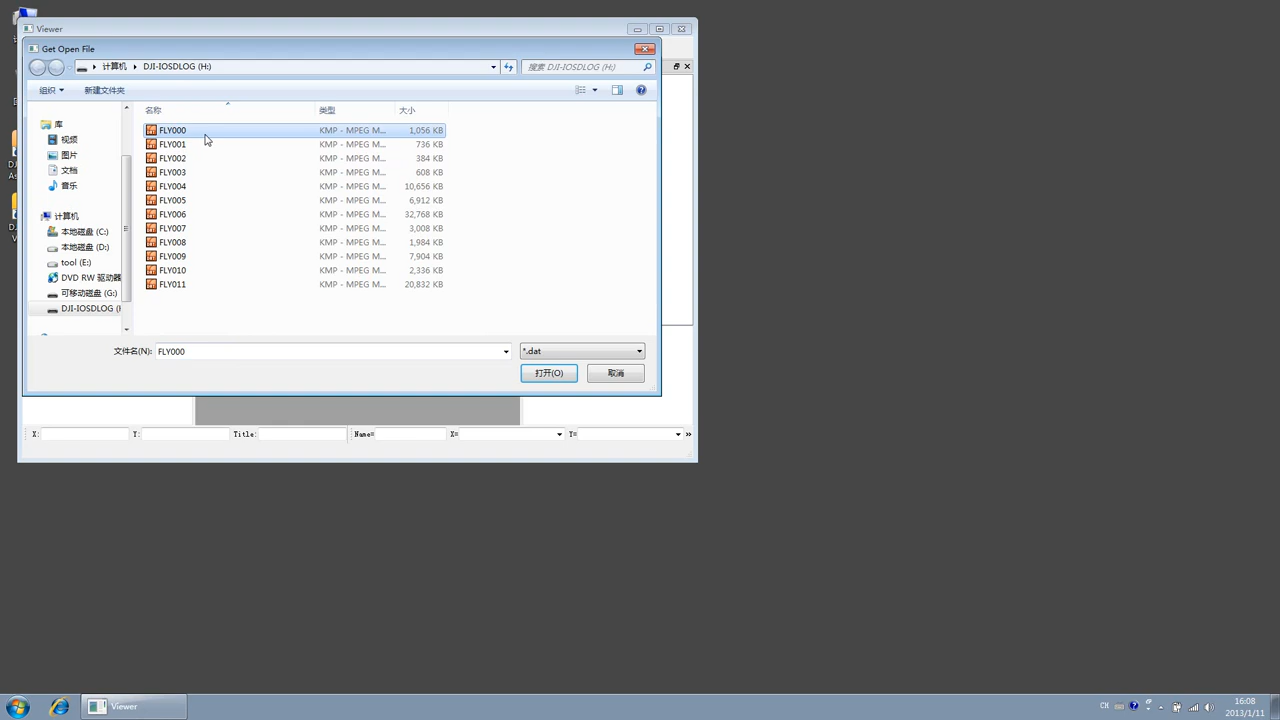 Viewer
Get Open File
计算机 DJI-IOSDLOG (H:)
搜索 DJI-IOSDLOG (H:)
组织 新建文件夹
名称 类型 大小
FLY000 KMP - MPEG M... 1,056 KB
FLY001 KMP - MPEG M... 736 KB
FLY002 KMP - MPEG M... 384 KB
FLY003 KMP - MPEG M... 608 KB
FLY004 KMP - MPEG M... 10,656 KB
FLY005 KMP - MPEG M... 6,912 KB
FLY006 KMP - MPEG M... 32,768 KB
FLY007 KMP - MPEG M... 3,008 KB
FLY008 KMP - MPEG M... 1,984 KB
FLY009 KMP - MPEG M... 7,904 KB
FLY010 KMP - MPEG M... 2,336 KB
FLY011 KMP - MPEG M... 20,832 KB
库
视频
图片
文档
音乐
计算机
本地磁盘 (C:)
本地磁盘 (D:)
tool (E:)
DVD RW 驱动器
可移动磁盘 (G:)
DJI-IOSDLOG (
文件名(N): FLY000 *.dat
打开(O) 取消
X: Y: Title: Name= X= Y= »
Viewer
CH
16:08
2013/1/11